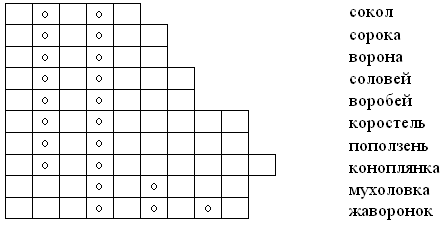 о о сокол
о о сорока
о о ворона
о о соловей
о о воробей
о о коростель
о о поползень
о о коноплянка
о о мухоловка
о о о жаворонок